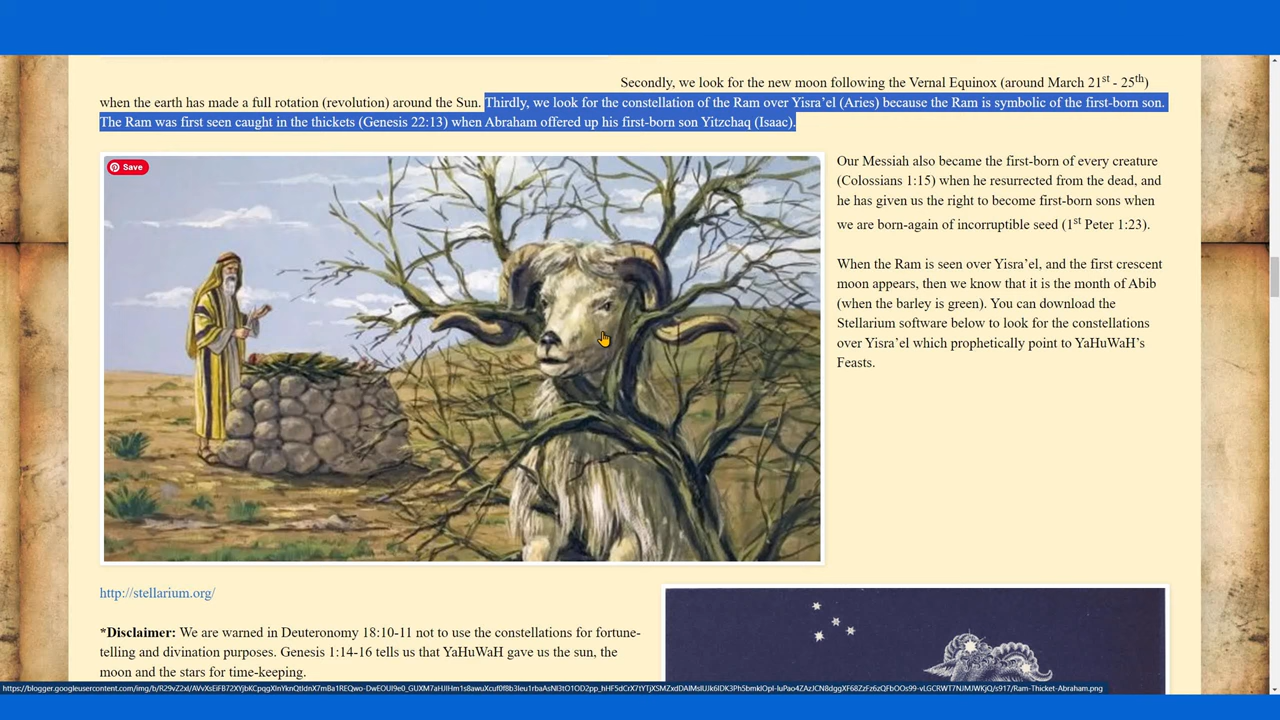 Secondly, we look for the new moon following the Vernal Equinox (around March 21st - 25th)
when the earth has made a full rotation (revolution) around the Sun. Thirdly, we look for the constellation of the Ram over Yisra'el (Aries) because the Ram is symbolic of the first-born son.
The Ram was first seen caught in the thickets (Genesis 22:13) when Abraham offered up his first-born son Yitzchaq (Isaac).
Save
Our Messiah also became the first-born of every creature
(Colossians 1:15) when he resurrected from the dead, and
he has given us the right to become first-born sons when
we are born-again of incorruptible seed (1st Peter 1:23).
When the Ram is seen over Yisra'el, and the first crescent
moon appears, then we know that it is the month of Abib
(when the barley is green). You can download the
Stellarium software below to look for the constellations
over Yisra'el which prophetically point to YaHuWaH's
Feasts.
http://stellarium.org/
*Disclaimer: We are warned in Deuteronomy 18:10-11 not to use the constellations for fortune-
telling and divination purposes. Genesis 1:14-16 tells us that YaHuWaH gave us the sun, the
moon and the stars for time-keeping.